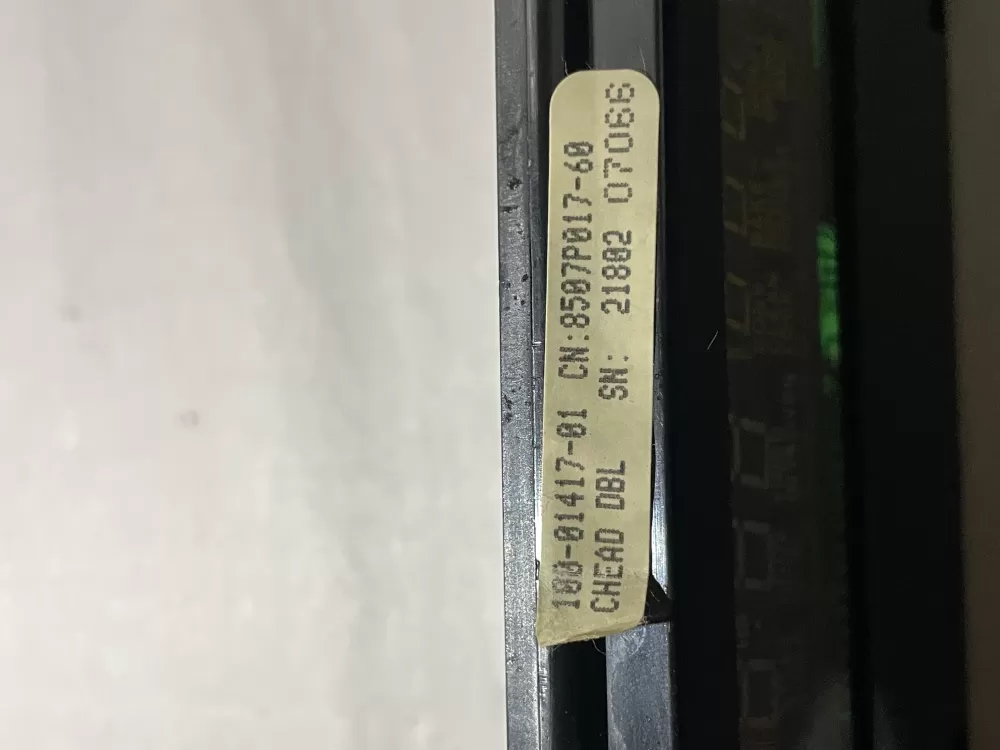 100-01417-01 CN:8507P017-60
CHEAD DBL SN: 21802 07066